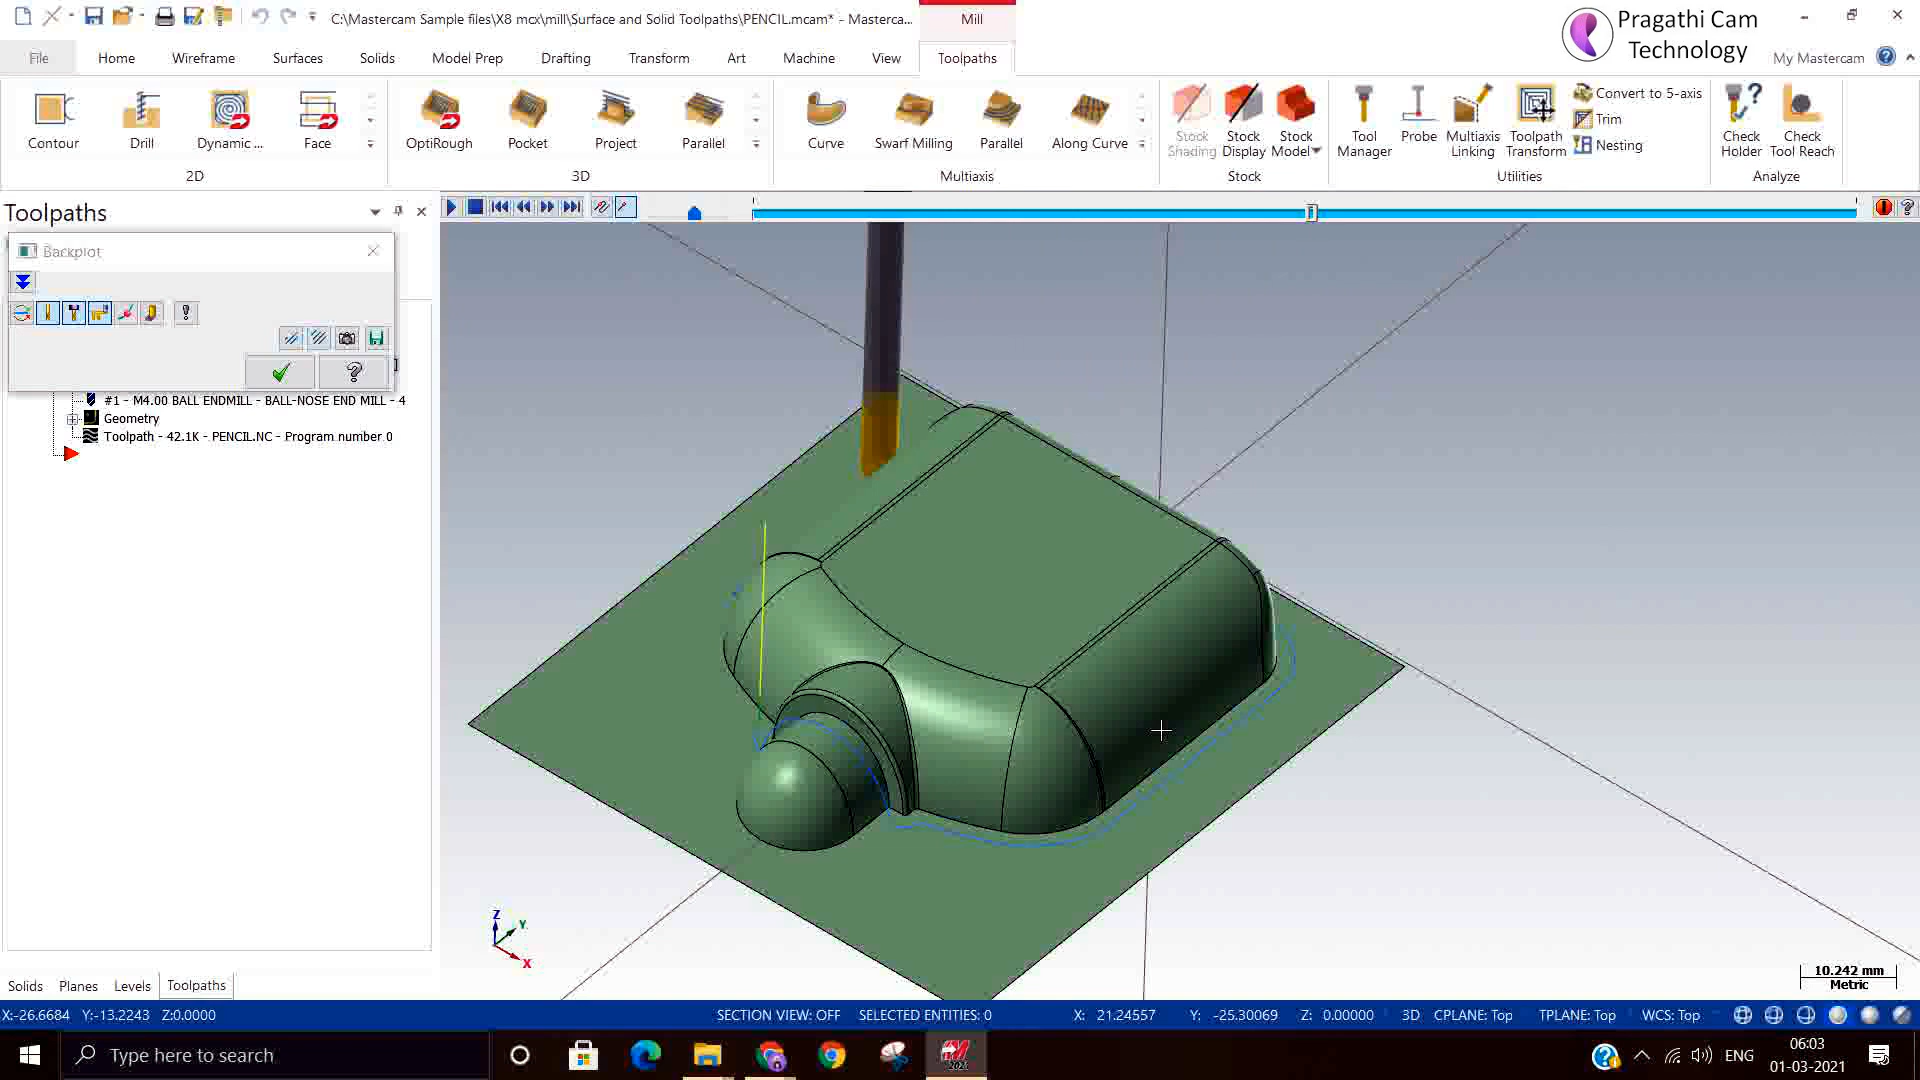 C:\Mastercam Sample files\X8 mcx\mill\Surface and Solid Toolpaths\PENCIL.mcam* - Masterca...
Mill
Pragathi Cam
Technology
File
Home
Wireframe
Surfaces
Solids
Model Prep
Drafting
Transform
Art
Machine
View
Toolpaths
My Mastercam
Contour
Drill
Dynamic ...
Face
OptiRough
Pocket
Project
Parallel
Curve
Swarf Milling
Parallel
Along Curve
Stock
Shading
Stock
Display
Stock
Model
Tool
Manager
Probe
Multiaxis
Linking
Toolpath
Transform
Convert to 5-axis
Trim
Nesting
Check
Holder
Check
Tool Reach
2D
3D
Multiaxis
Stock
Utilities
Analyze
Toolpaths
Backplot
#1 - M4.00 BALL ENDMILL - BALL-NOSE END MILL - 4
Geometry
Toolpath - 42.1K - PENCIL.NC - Program number 0
Z
Y
X
10.242 mm
Metric
Solids
Planes
Levels
Toolpaths
X:-26.6684 Y:-13.2243 Z:0.0000
SECTION VIEW: OFF
SELECTED ENTITIES: 0
X: 21.24557
Y: -25.30069
Z: 0.00000
3D
CPLANE: Top
TPLANE: Top
WCS: Top
Type here to search
2021
ENG
06:03
01-03-2021